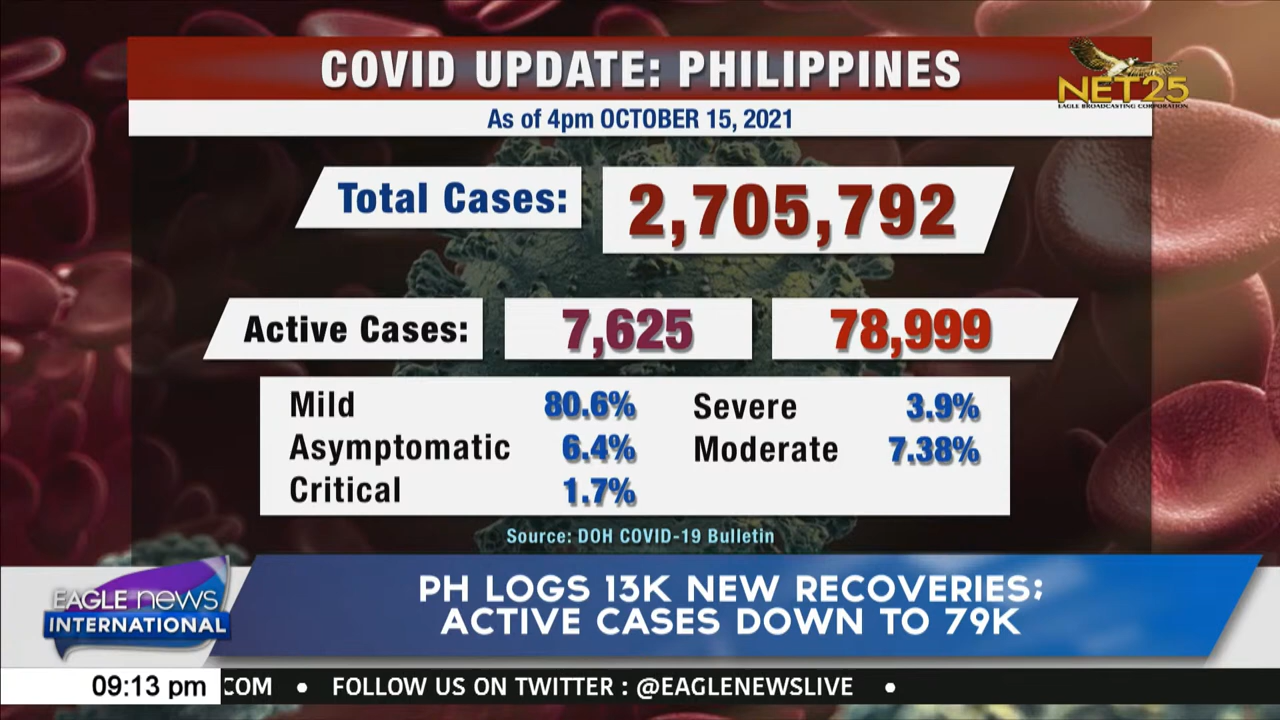 COVID UPDATE: PHILIPPINES
NET25
EAGLE BROADCASTING CORPORATION
As of 4pm OCTOBER 15, 2021
Total Cases: 2,705,792
Active Cases: 7,625 78,999
Mild 80.6% Severe 3.9%
Asymptomatic 6.4% Moderate 7.38%
Critical 1.7%
Source: DOH COVID-19 Bulletin
EAGLE news
INTERNATIONAL
PH LOGS 13K NEW RECOVERIES;
ACTIVE CASES DOWN TO 79K
09:13 pm COM • FOLLOW US ON TWITTER : @EAGLENEWSLIVE •